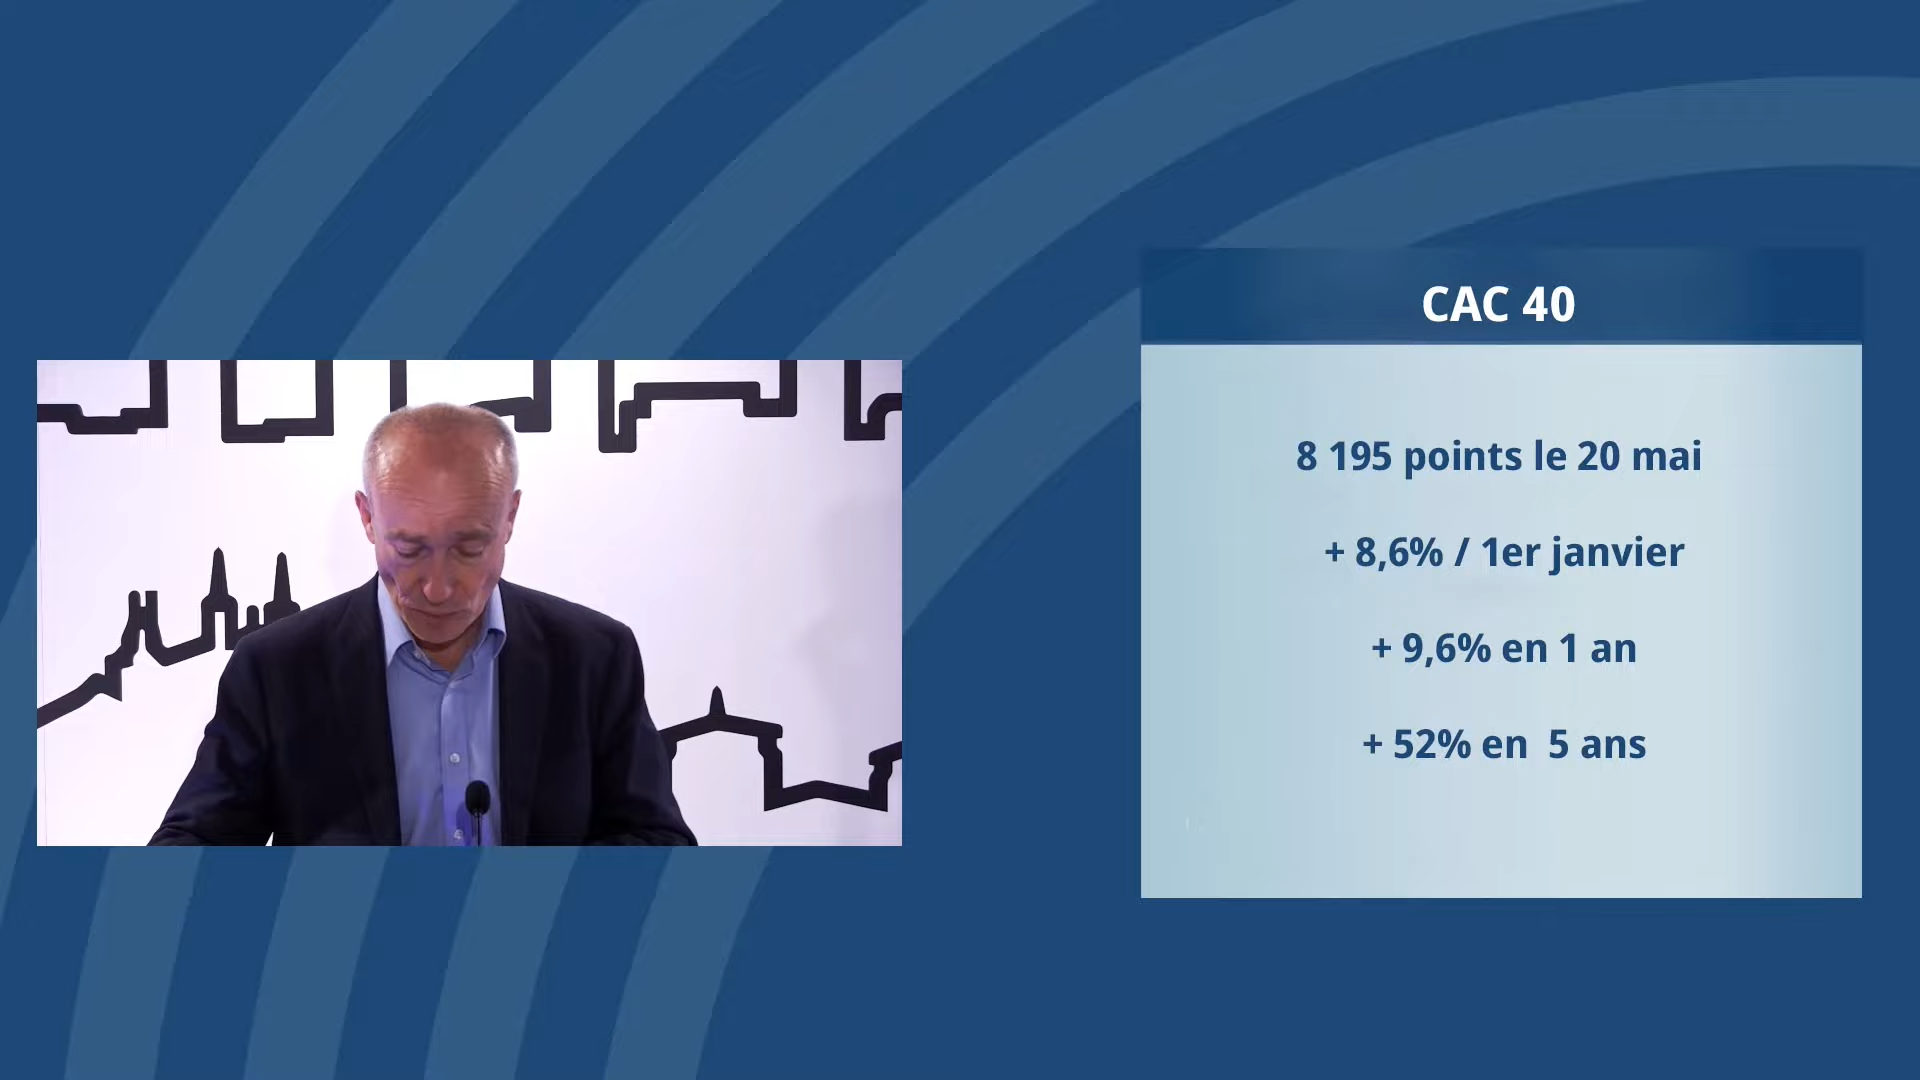 CAC 40
8 195 points le 20 mai
+ 8,6% / 1er janvier
+ 9,6% en 1 an
+ 52% en  5 ans